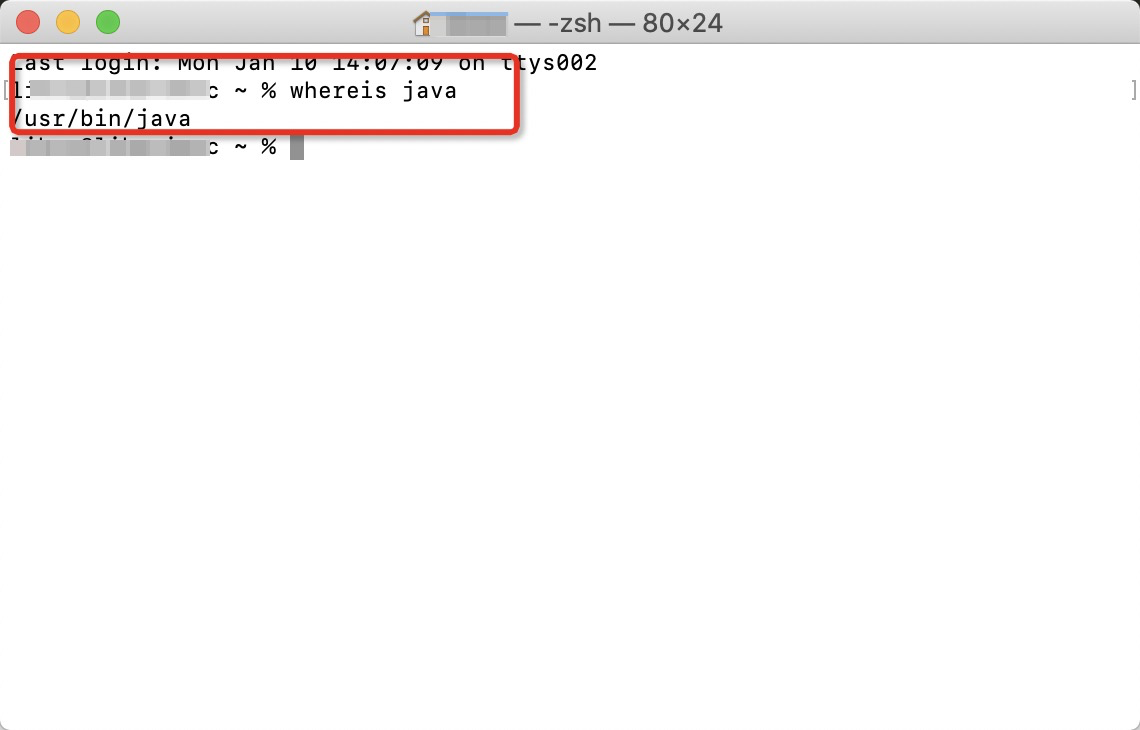 — -zsh — 80×24
Last login: Mon Jan 10 14:07:09 on ttys002
c ~ % whereis java
/usr/bin/java
c ~ %